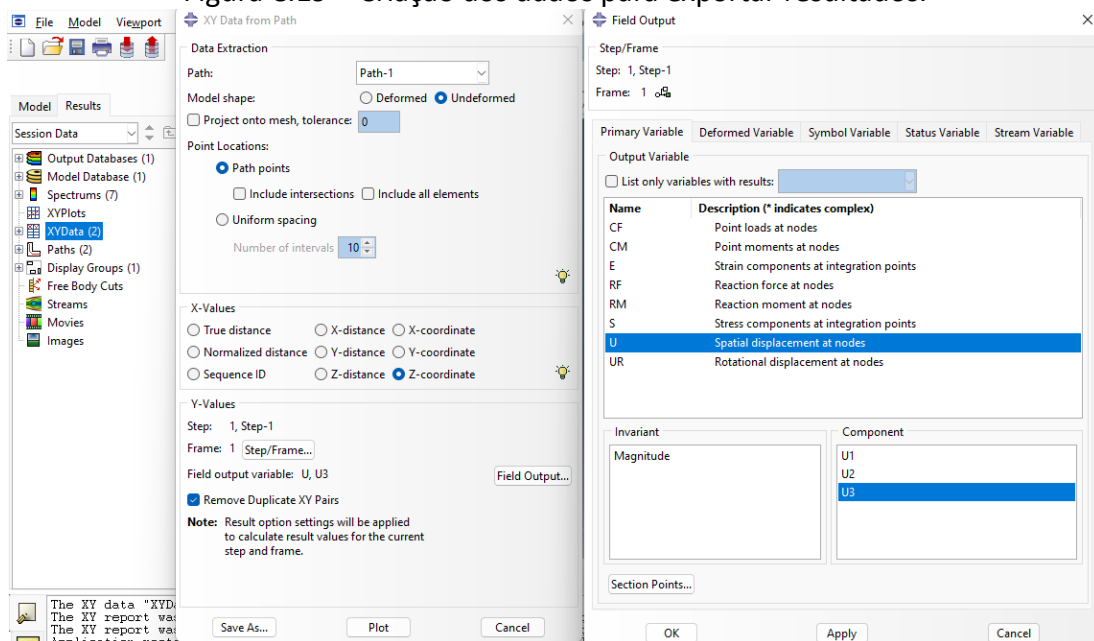 File Model Viewport
Model Results
Session Data
Output Databases (1)
Model Database (1)
Spectrums (7)
XYPlots
XYData (2)
Paths (2)
Display Groups (1)
Free Body Cuts
Streams
Movies
Images
The XY data "XYD
The XY report wa
The XY report wa
XY Data from Path
Data Extraction
Path: Path-1
Model shape: Deformed Undeformed
Project onto mesh, tolerance: 0
Point Locations:
Path points
Include intersections Include all elements
Uniform spacing
Number of intervals 10
X-Values
True distance X-distance X-coordinate
Normalized distance Y-distance Y-coordinate
Sequence ID Z-distance Z-coordinate
Y-Values
Step: 1, Step-1
Frame: 1 Step/Frame...
Field output variable: U, U3 Field Output...
Remove Duplicate XY Pairs
Note: Result option settings will be applied
to calculate result values for the current
step and frame.
Save As... Plot Cancel
Field Output
Step/Frame
Step: 1, Step-1
Frame: 1
Primary Variable Deformed Variable Symbol Variable Status Variable Stream Variable
Output Variable
List only variables with results:
Name Description (* indicates complex)
CF Point loads at nodes
CM Point moments at nodes
E Strain components at integration points
RF Reaction force at nodes
RM Reaction moment at nodes
S Stress components at integration points
U Spatial displacement at nodes
UR Rotational displacement at nodes
Invariant
Magnitude
Component
U1
U2
U3
Section Points...
OK Apply Cancel